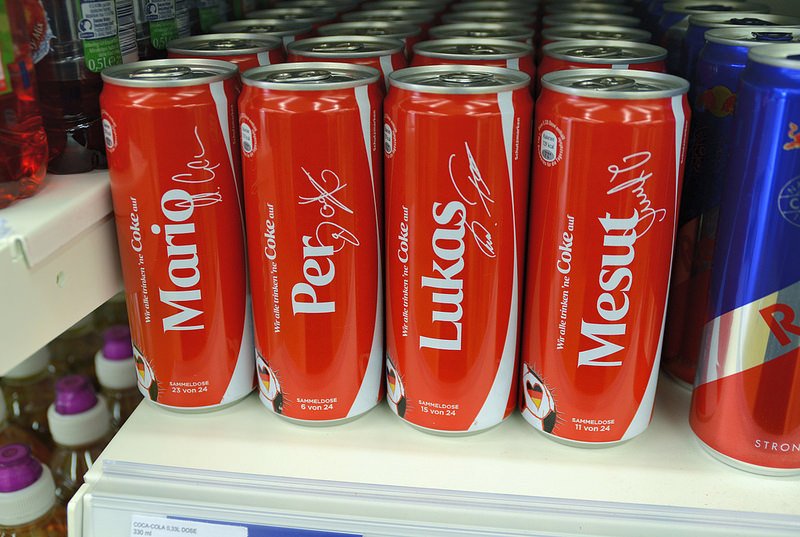 0,5L
Wir alle trinken 'ne Coke auf
Mario
SAMMELDOSE
23 von 24
Wir alle trinken 'ne Coke auf
Per
SAMMELDOSE
6 von 24
Wir alle trinken 'ne Coke auf
Lukas
SAMMELDOSE
15 von 24
Wir alle trinken 'ne Coke auf
Mesut
SAMMELDOSE
11 von 24
R
STRON
COCA-COLA 0,33L DOSE
330 ml